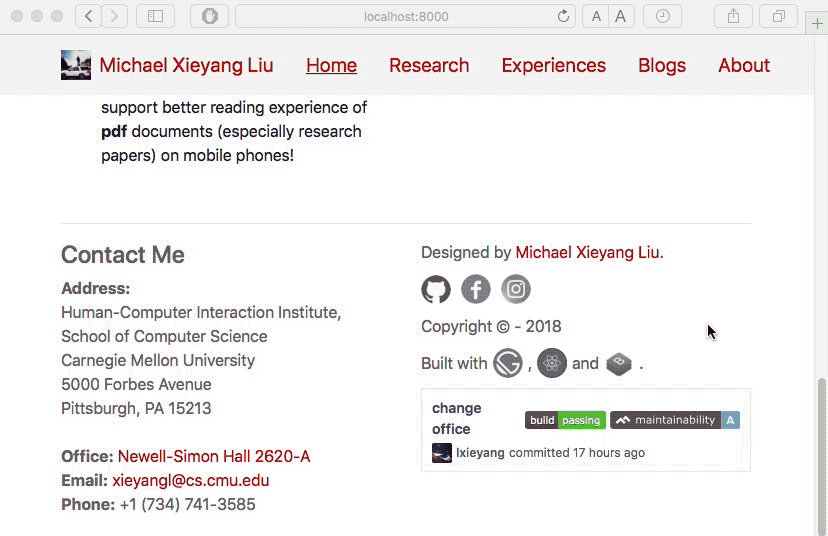 localhost:8000
A A
Michael Xieyang Liu Home Research Experiences Blogs About
support better reading experience of
pdf documents (especially research
papers) on mobile phones!
Contact Me
Address:
Human-Computer Interaction Institute,
School of Computer Science
Carnegie Mellon University
5000 Forbes Avenue
Pittsburgh, PA 15213
Office: Newell-Simon Hall 2620-A
Email: xieyangl@cs.cmu.edu
Phone: +1 (734) 741-3585
Designed by Michael Xieyang Liu.
Copyright © - 2018
Built with , and .
change
office
build passing maintainability A
lxieyang committed 17 hours ago